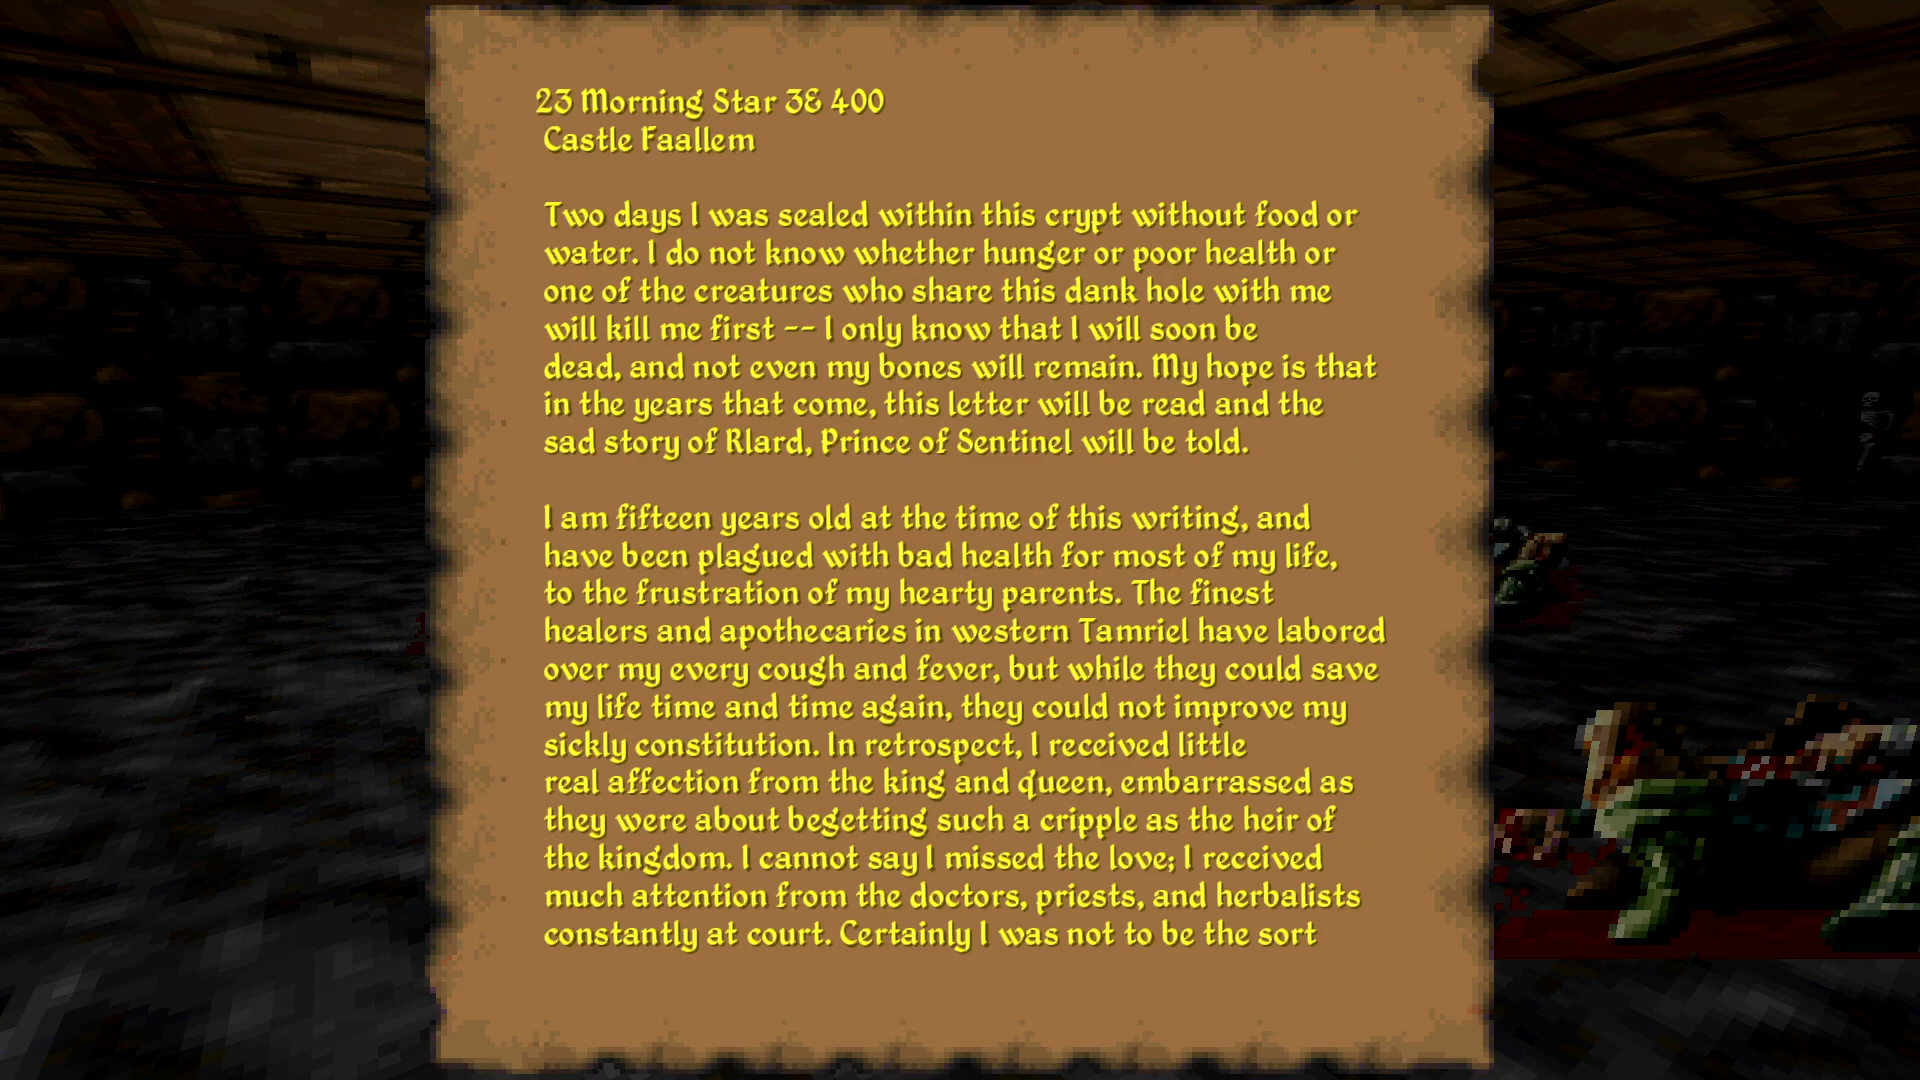 23 Morning Star 3E 400
Castle Faallem
Two days I was sealed within this crypt without food or
water. I do not know whether hunger or poor health or
one of the creatures who share this dank hole with me
will kill me first -- I only know that I will soon be
dead, and not even my bones will remain. My hope is that
in the years that come, this letter will be read and the
sad story of Rlard, Prince of Sentinel will be told.
I am fifteen years old at the time of this writing, and
have been plagued with bad health for most of my life,
to the frustration of my hearty parents. The finest
healers and apothecaries in western Tamriel have labored
over my every cough and fever, but while they could save
my life time and time again, they could not improve my
sickly constitution. In retrospect, I received little
real affection from the king and queen, embarrassed as
they were about begetting such a cripple as the heir of
the kingdom. I cannot say I missed the love; I received
much attention from the doctors, priests, and herbalists
constantly at court. Certainly I was not to be the sort